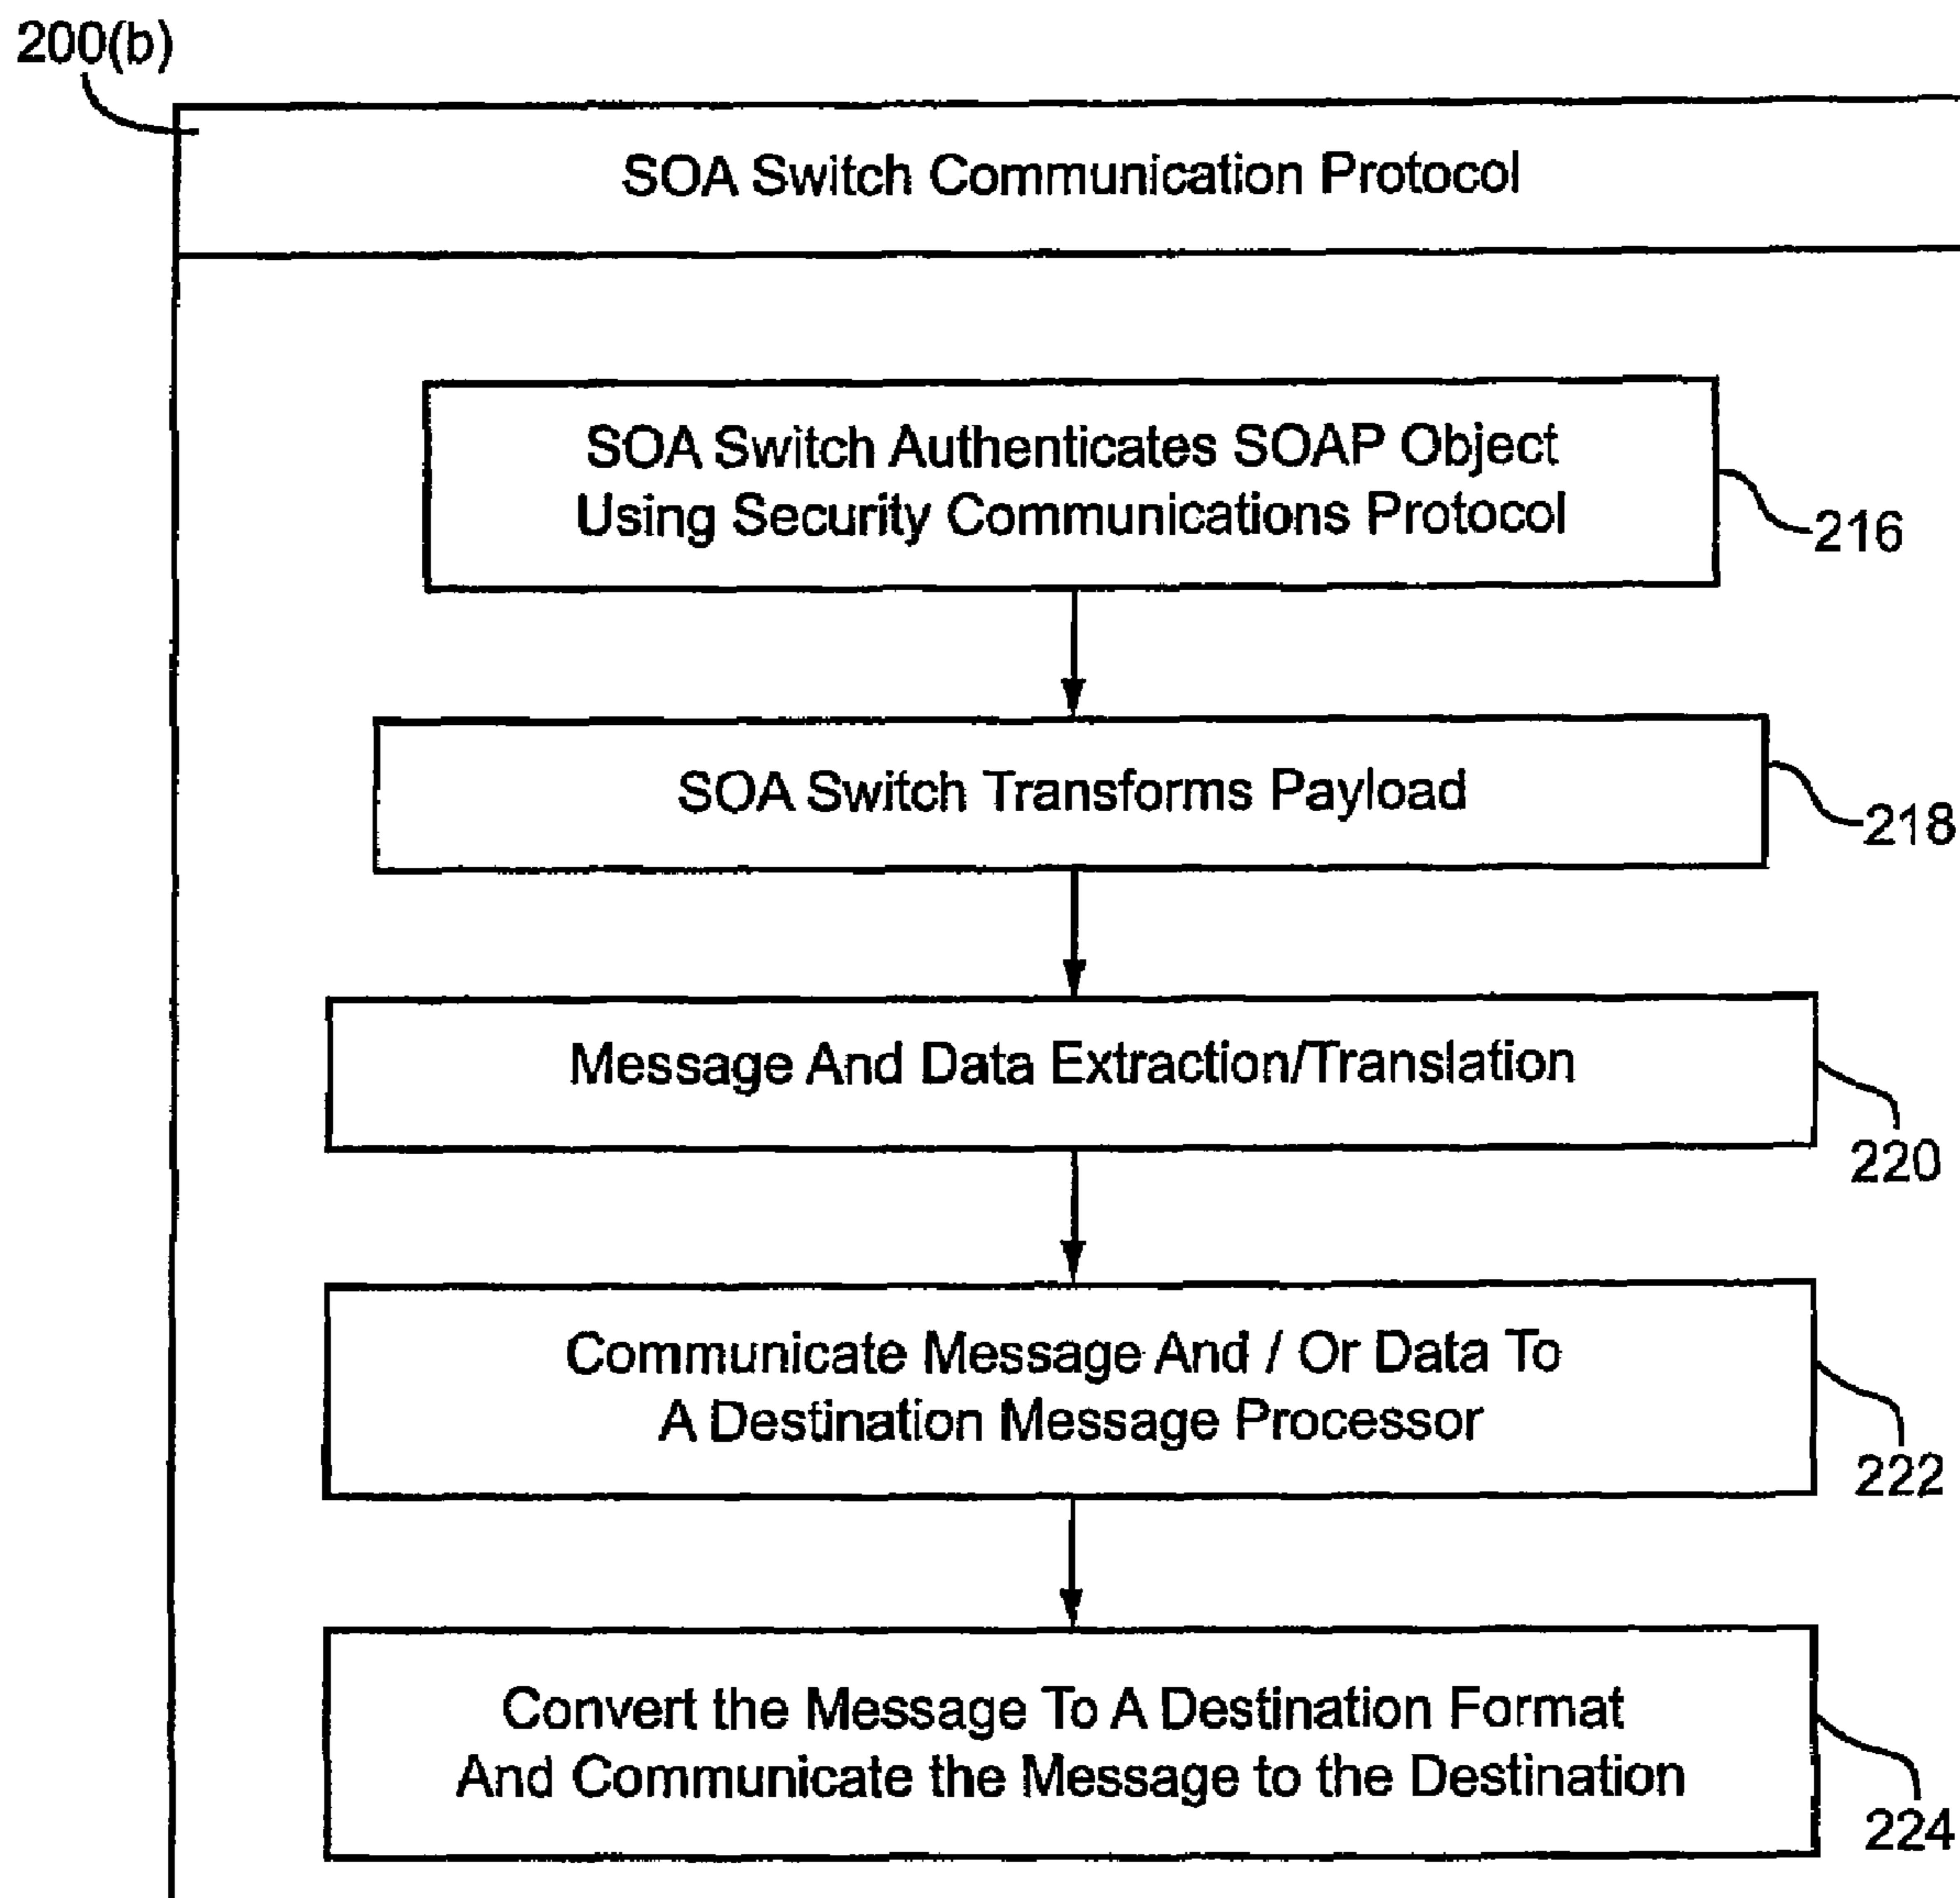 200(b)
SOA Switch Communication Protocol
SOA Switch Authenticates SOAP Object
Using Security Communications Protocol
216
SOA Switch Transforms Payload
218
Message And Data Extraction/Translation
220
Communicate Message And / Or Data To
A Destination Message Processor
222
Convert the Message To A Destination Format
And Communicate the Message to the Destination
224